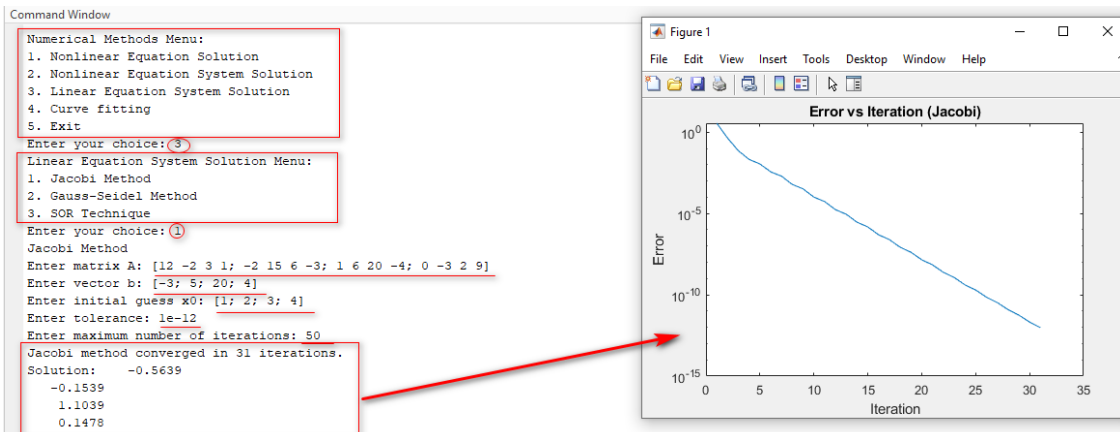 Command Window
Numerical Methods Menu:
1. Nonlinear Equation Solution
2. Nonlinear Equation System Solution
3. Linear Equation System Solution
4. Curve fitting
5. Exit
Enter your choice: 3
Linear Equation System Solution Menu:
1. Jacobi Method
2. Gauss-Seidel Method
3. SOR Technique
Enter your choice: 1
Jacobi Method
Enter matrix A: [12 -2 3 1; -2 15 6 -3; 1 6 20 -4; 0 -3 2 9]
Enter vector b: [-3; 5; 20; 4]
Enter initial guess x0: [1; 2; 3; 4]
Enter tolerance: 1e-12
Enter maximum number of iterations: 50
Jacobi method converged in 31 iterations.
Solution: -0.5639
-0.1539
1.1039
0.1478
Figure 1
File Edit View Insert Tools Desktop Window Help
Error vs Iteration (Jacobi)
10^0
10^-5
10^-10
10^-15
Error
0 5 10 15 20 25 30 35
Iteration